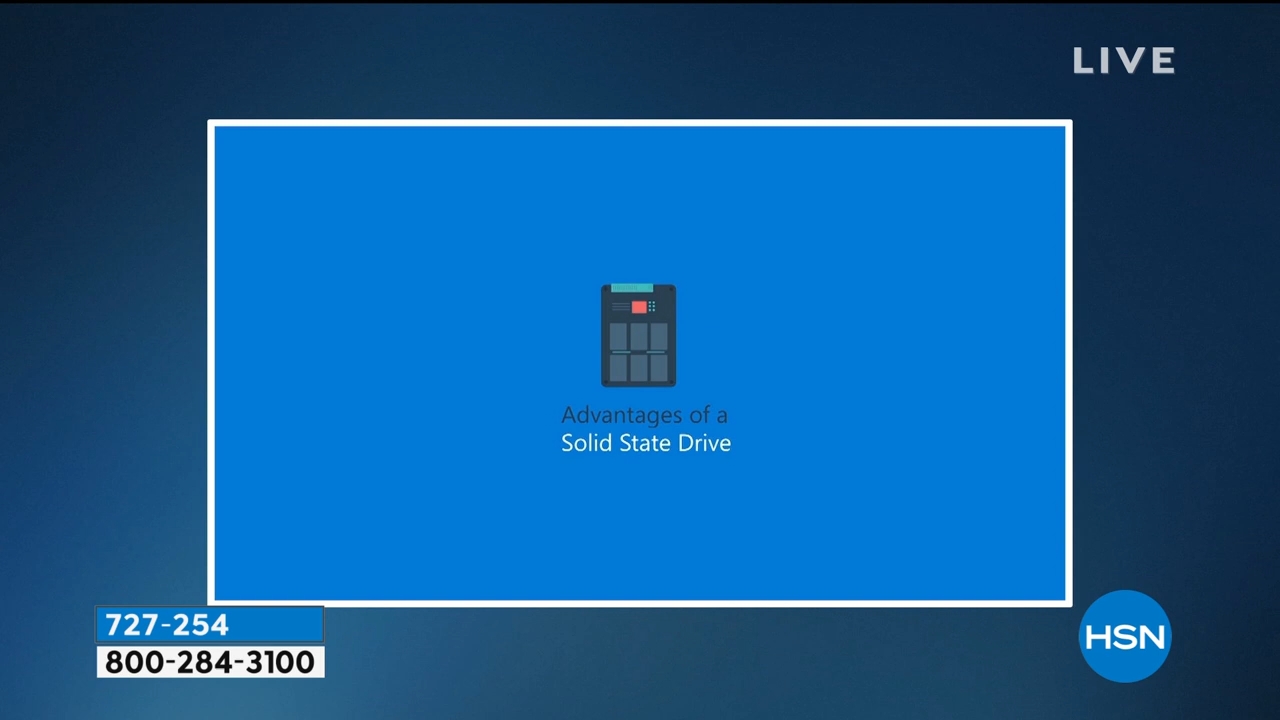 LIVE
Advantages of a
Solid State Drive
727-254
800-284-3100
HSN